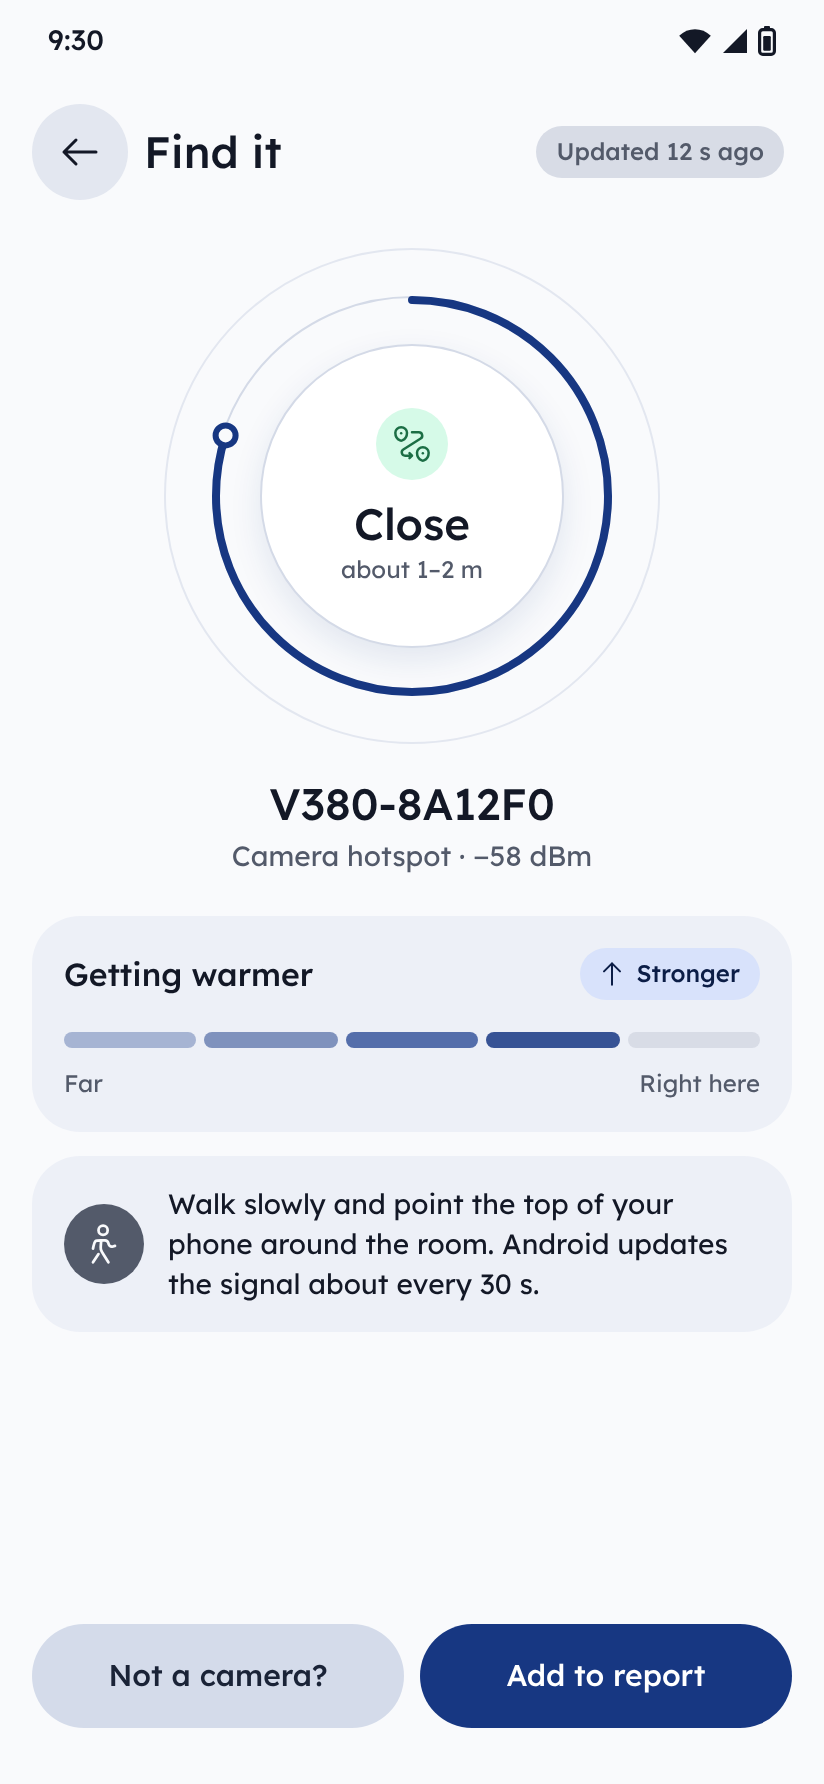 9:30
Find it
Updated 12 s ago
Close
about 1–2 m
V380-8A12F0
Camera hotspot · −58 dBm
Getting warmer
Stronger
Far
Right here
Walk slowly and point the top of your
phone around the room. Android updates
the signal about every 30 s.
Not a camera?
Add to report